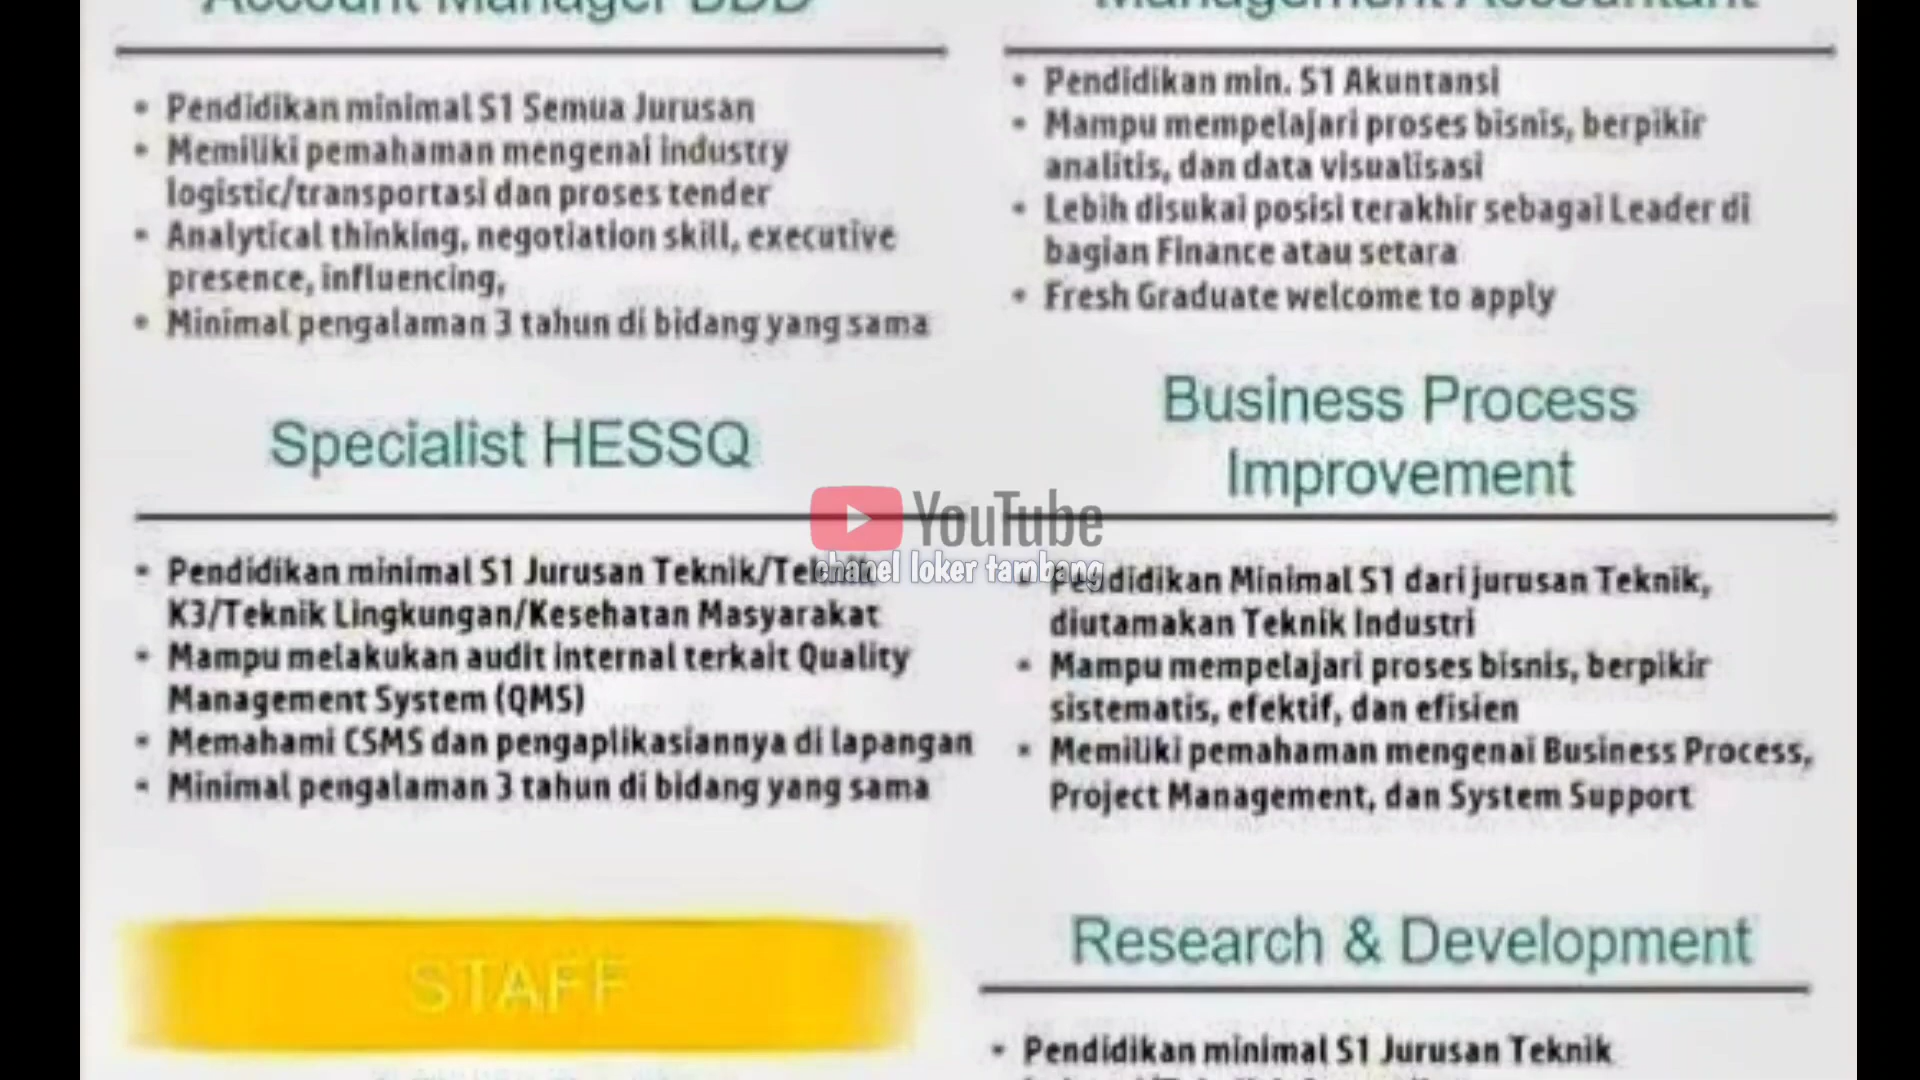 Account Manager BDD
• Pendidikan minimal S1 Semua Jurusan
• Memiliki pemahaman mengenai industry
logistic/transportasi dan proses tender
• Analytical thinking, negotiation skill, executive
presence, influencing,
• Minimal pengalaman 3 tahun di bidang yang sama
Specialist HESSQ
• Pendidikan minimal S1 Jurusan Teknik/Teknik
K3/Teknik Lingkungan/Kesehatan Masyarakat
• Mampu melakukan audit internal terkait Quality
Management System (QMS)
• Memahami CSMS dan pengaplikasiannya di lapangan
• Minimal pengalaman 3 tahun di bidang yang sama
STAFF
Management Accountant
• Pendidikan min. S1 Akuntansi
• Mampu mempelajari proses bisnis, berpikir
analitis, dan data visualisasi
• Lebih disukai posisi terakhir sebagai Leader di
bagian Finance atau setara
• Fresh Graduate welcome to apply
Business Process
Improvement
• Pendidikan Minimal S1 dari jurusan Teknik,
diutamakan Teknik Industri
• Mampu mempelajari proses bisnis, berpikir
sistematis, efektif, dan efisien
• Memiliki pemahaman mengenai Business Process,
Project Management, dan System Support
Research & Development
• Pendidikan minimal S1 Jurusan Teknik
YouTube
chanel loker tambang